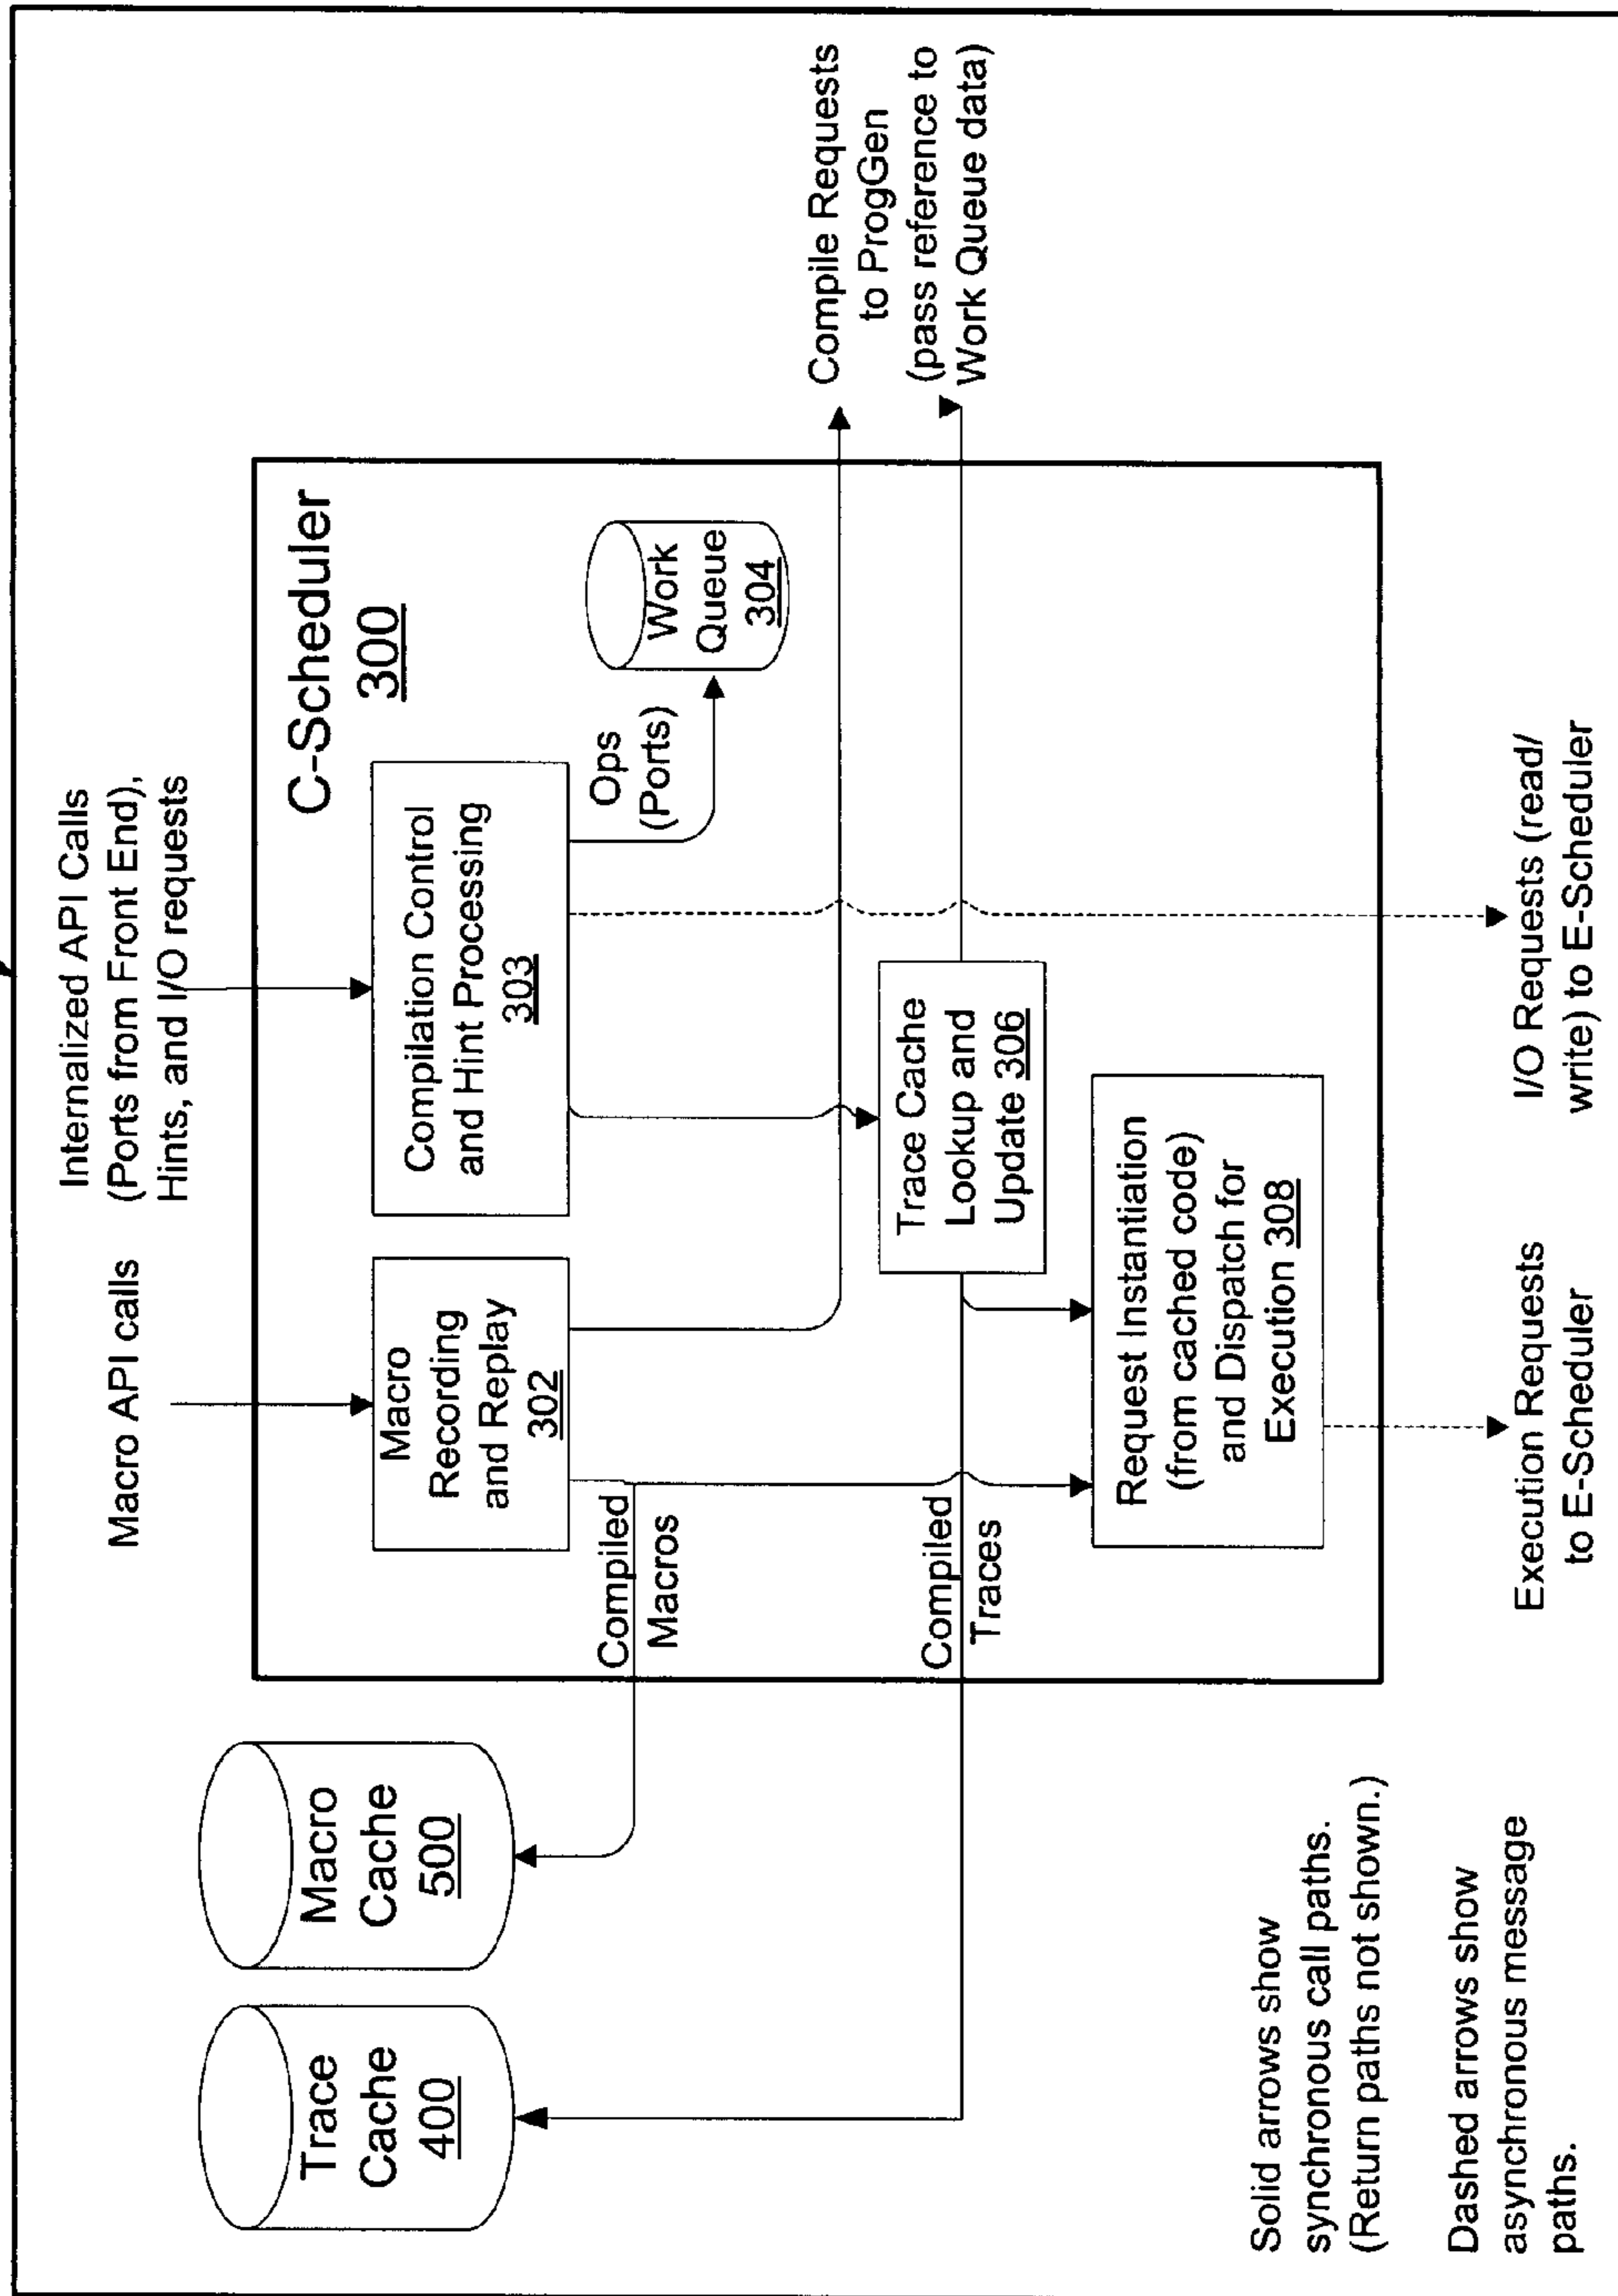 Macro API calls
Internalized API Calls
(Ports from Front End,
Hints, and I/O requests
C-Scheduler
300
Trace
Cache
400
Macro
Cache
500
Macro
Recording
and Replay
302
Compilation Control
and Hint Processing
303
Ops
(Ports)
Work
Queue
304
Compiled
Macros
Compiled
Traces
Trace Cache
Lookup and
Update 306
Request Instantiation
(from cached code)
and Dispatch for
Execution 308
Compile Requests
to ProgGen
(pass reference to
Work Queue data)
Execution Requests
to E-Scheduler
I/O Requests (read/
write) to E-Scheduler
Solid arrows show
synchronous call paths.
(Return paths not shown.)
Dashed arrows show
asynchronous message
paths.